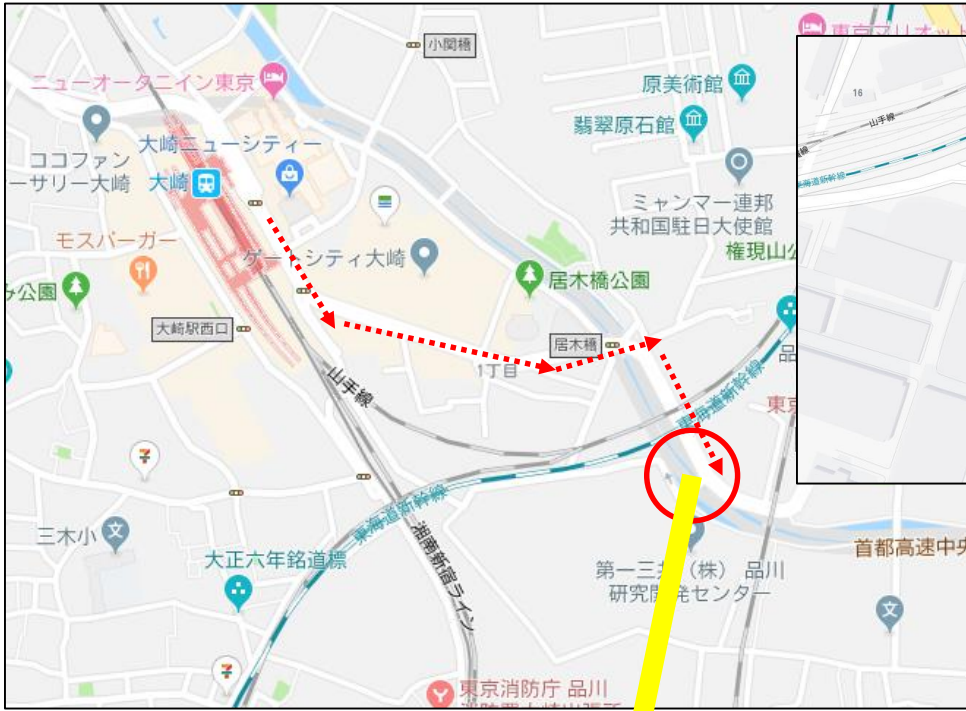 小関橋
ニューオータニイン東京
原美術館
翡翠原石館
大崎ニューシティー
ココファン
ーサリー大崎
大崎
ミャンマー連邦
共和国駐日大使館
権現山公
モスバーガー
ゲートシティ大崎
み公園
居木橋公園
大崎駅西口
居木橋
1丁目
品
山手線
東海道新幹線
東京
東海道新幹線
三木小
文
大正六年銘道標
湘南新宿ライン
第一三共（株） 品川
研究開発センター
首都高速中央
文
東京消防庁 品川
16
山手線
東海道新幹線